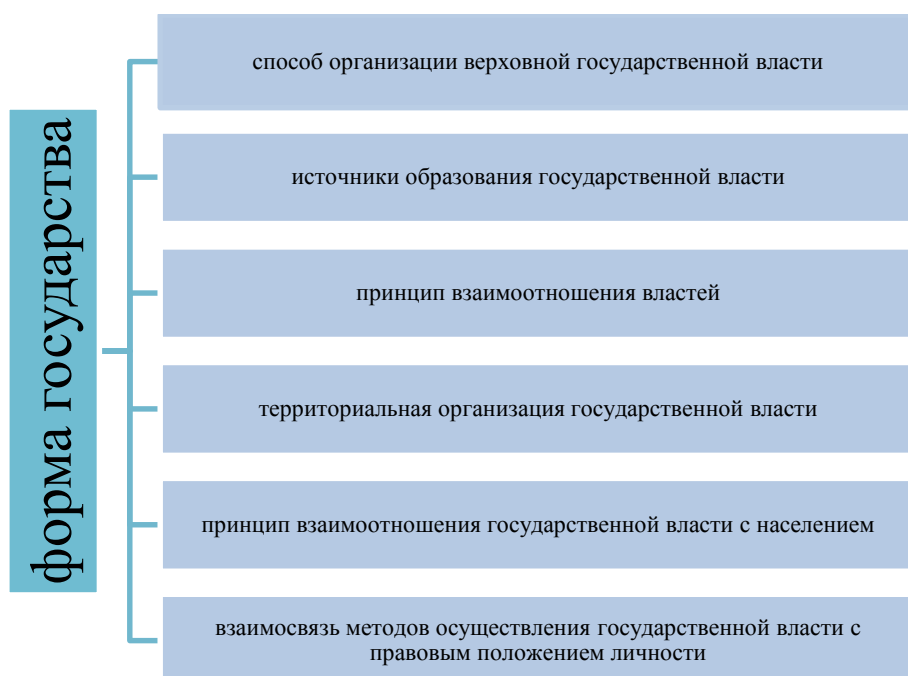 форма государства
способ организации верховной государственной власти
источники образования государственной власти
принцип взаимоотношения властей
территориальная организация государственной власти
принцип взаимоотношения государственной власти с населением
взаимосвязь методов осуществления государственной власти с
правовым положением личности